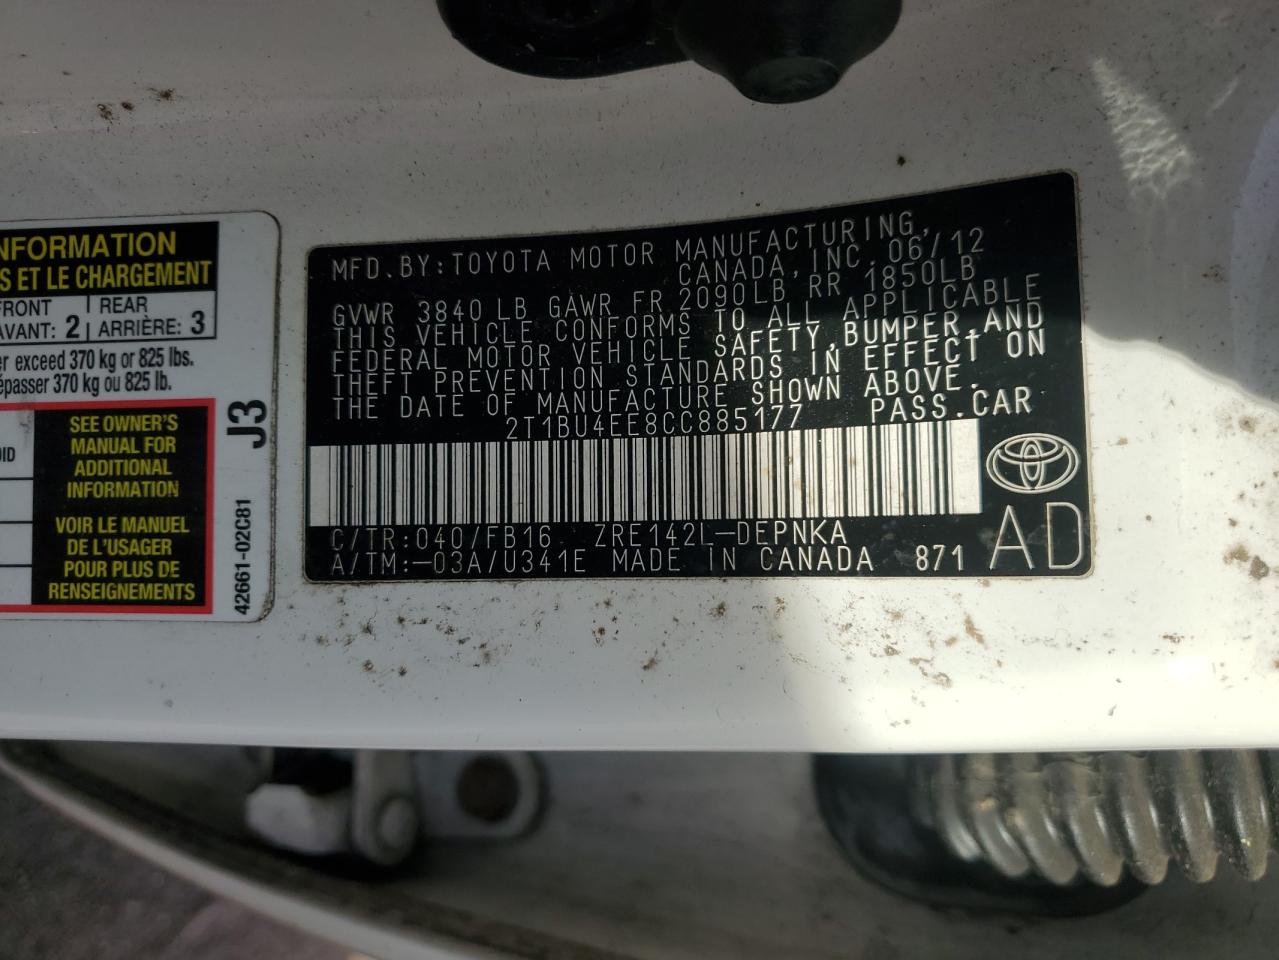 NFORMATION
S ET LE CHARGEMENT
FRONT
AVANT: 2
REAR
ARRIÈRE: 3
er exceed 370 kg or 825 lbs.
épasser 370 kg ou 825 lb.
SEE OWNER'S
MANUAL FOR
ADDITIONAL
INFORMATION
VOIR LE MANUEL
DE L'USAGER
POUR PLUS DE
RENSEIGNEMENTS
J3
42661-02C81
MFD.BY:TOYOTA MOTOR MANUFACTURING,
CANADA,INC.06/12
GVWR 3840 LB GAWR FR 2090LB RR 1850LB
THIS VEHICLE CONFORMS TO ALL APPLICABLE
FEDERAL MOTOR VEHICLE SAFETY,BUMPER,AND
THEFT PREVENTION STANDARDS IN EFFECT ON
THE DATE OF MANUFACTURE SHOWN ABOVE.
2T1BU4EE8CC885177 PASS.CAR
C/TR:040/FB16 ZRE142L-DEPNKA
A/TM:-03A/U341E MADE IN CANADA 871
AD